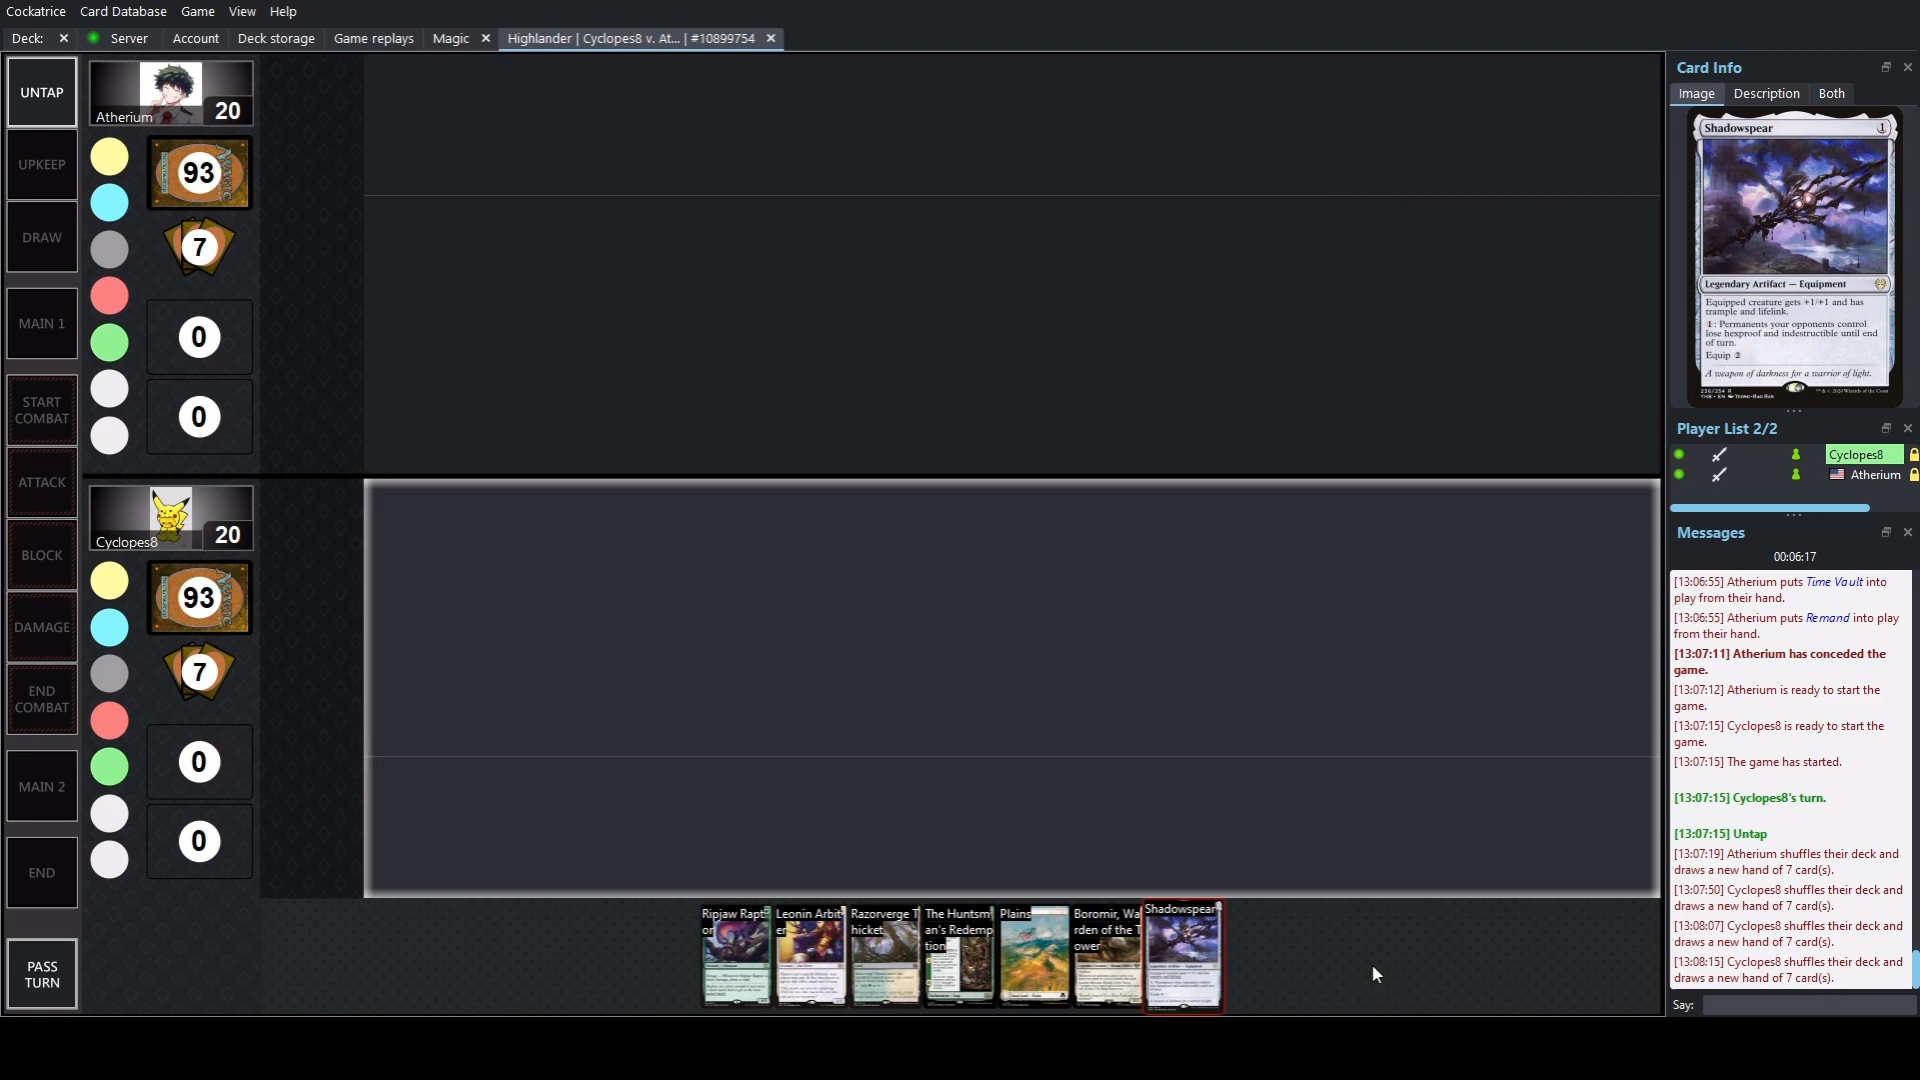 Cockatrice Card Database Game View Help
Deck: Server Account Deck storage Game replays Magic Highlander | Cyclopes8 v. At... | #10899754
UNTAP
UPKEEP
DRAW
MAIN 1
START
COMBAT
ATTACK
BLOCK
DAMAGE
END
COMBAT
MAIN 2
END
PASS
TURN
Atherium
20
93
7
0
0
Cyclopes8
20
93
7
0
0
Ripjaw Rapt
or
Leonin Arbit
er
Razorverge T
hicket
The Huntsm
an's Redemp
tion
Plains
Boromir, Wa
rden of the T
ower
Shadowspear
Card Info
Image Description Both
Shadowspear 1
Legendary Artifact — Equipment
Equipped creature gets +1/+1 and has
trample and lifelink.
1: Permanents your opponents control
lose hexproof and indestructible until end
of turn.
Equip 2
A weapon of darkness for a warrior of light.
Player List 2/2
Cyclopes8
Atherium
Messages
00:06:17
[13:06:55] Atherium puts Time Vault into
play from their hand.
[13:06:55] Atherium puts Remand into play
from their hand.
[13:07:11] Atherium has conceded the
game.
[13:07:12] Atherium is ready to start the
game.
[13:07:15] Cyclopes8 is ready to start the
game.
[13:07:15] The game has started.
[13:07:15] Cyclopes8's turn.
[13:07:15] Untap
[13:07:19] Atherium shuffles their deck and
draws a new hand of 7 card(s).
[13:07:50] Cyclopes8 shuffles their deck and
draws a new hand of 7 card(s).
[13:08:07] Cyclopes8 shuffles their deck and
draws a new hand of 7 card(s).
[13:08:15] Cyclopes8 shuffles their deck and
draws a new hand of 7 card(s).
Say: